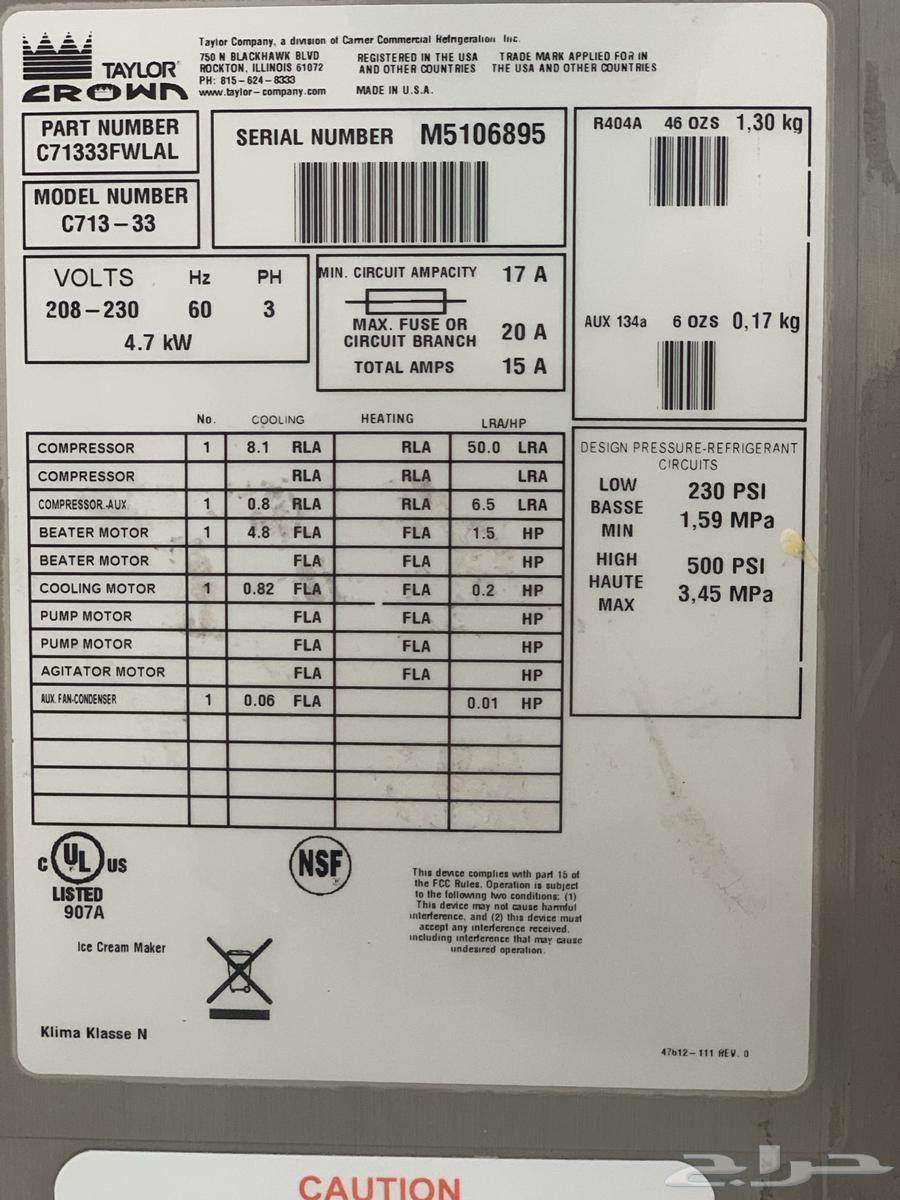 Taylor Company, a division of Carrier Commercial Refrigeration, Inc.
750 N BLACKHAWK BLVD
ROCKTON, ILLINOIS 61072
PH: 815-624-8333
www.taylor-company.com
REGISTERED IN THE USA
AND OTHER COUNTRIES
TRADE MARK APPLIED FOR IN
THE USA AND OTHER COUNTRIES
MADE IN U.S.A.
TAYLOR
CROWN
PART NUMBER
C71333FWLAL
MODEL NUMBER
C713-33
SERIAL NUMBER M5106895
R404A 46 OZS 1,30 kg
AUX 134a 6 OZS 0,17 kg
VOLTS Hz PH
208-230 60 3
4.7 kW
MIN. CIRCUIT AMPACITY 17 A
MAX. FUSE OR
CIRCUIT BRANCH 20 A
TOTAL AMPS 15 A
No. COOLING HEATING LRA/HP
COMPRESSOR 1 8.1 RLA RLA 50.0 LRA
COMPRESSOR RLA RLA LRA
COMPRESSOR-AUX. 1 0.8 RLA RLA 6.5 LRA
BEATER MOTOR 1 4.8 FLA FLA 1.5 HP
BEATER MOTOR FLA FLA HP
COOLING MOTOR 1 0.82 FLA FLA 0.2 HP
PUMP MOTOR FLA FLA HP
PUMP MOTOR FLA FLA HP
AGITATOR MOTOR FLA FLA HP
AUX. FAN-CONDENSER 1 0.06 FLA 0.01 HP
DESIGN PRESSURE-REFRIGERANT
CIRCUITS
LOW
BASSE
MIN
230 PSI
1,59 MPa
HIGH
HAUTE
MAX
500 PSI
3,45 MPa
C UL US
LISTED
907A
NSF
Ice Cream Maker
This device complies with part 15 of
the FCC Rules. Operation is subject
to the following two conditions: (1)
This device may not cause harmful
interference, and (2) this device must
accept any interference received,
including interference that may cause
undesired operation.
Klima Klasse N
47612-111 REV. 0
CAUTION
حراج